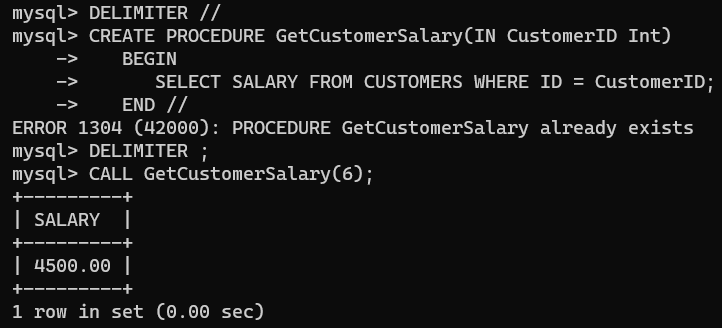 mysql> DELIMITER //
mysql> CREATE PROCEDURE GetCustomerSalary(IN CustomerID Int)
    ->    BEGIN
    ->       SELECT SALARY FROM CUSTOMERS WHERE ID = CustomerID;
    ->    END //
ERROR 1304 (42000): PROCEDURE GetCustomerSalary already exists
mysql> DELIMITER ;
mysql> CALL GetCustomerSalary(6);
+---------+
| SALARY  |
+---------+
| 4500.00 |
+---------+
1 row in set (0.00 sec)